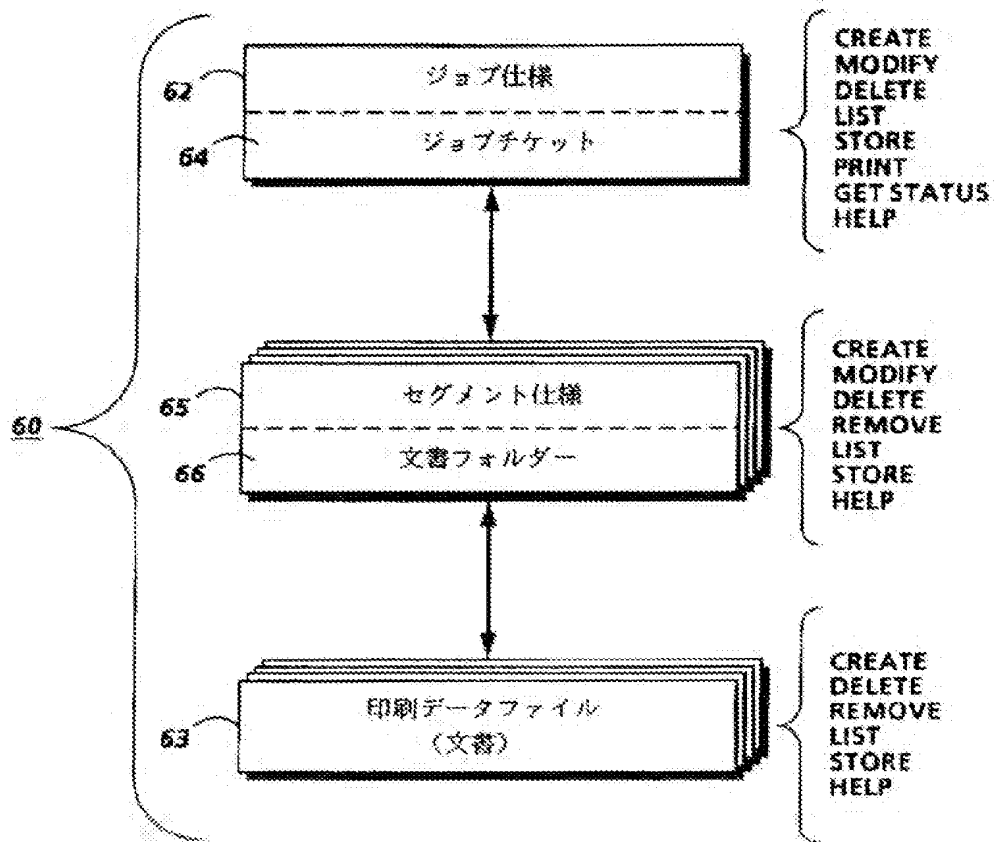 62
ジョブ仕様
64
ジョブチケット
CREATE
MODIFY
DELETE
LIST
STORE
PRINT
GET STATUS
HELP
60
65
セグメント仕様
66
文書フォルダー
CREATE
MODIFY
DELETE
REMOVE
LIST
STORE
HELP
63
印刷データファイル
(文書)
CREATE
DELETE
REMOVE
LIST
STORE
HELP